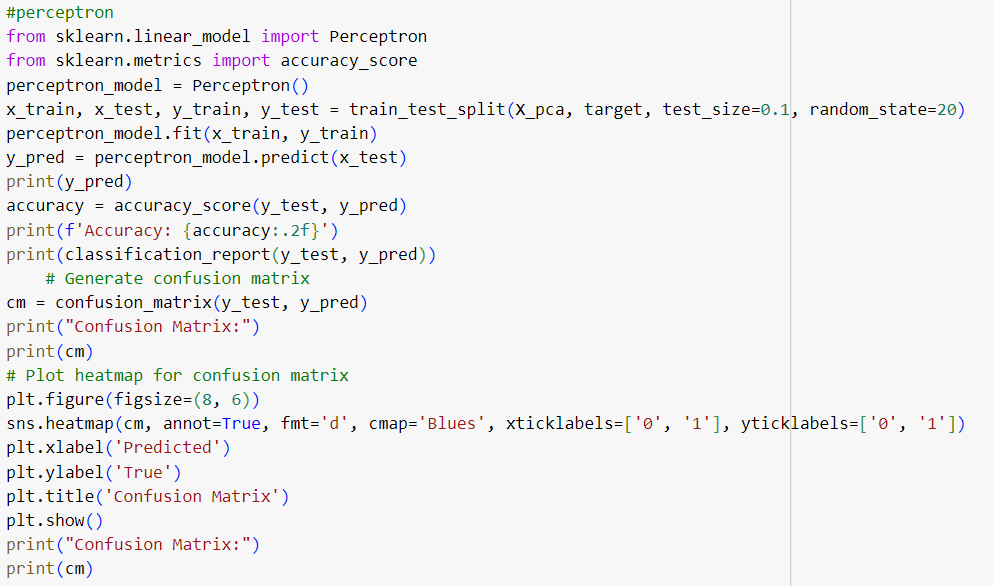 #perceptron
from sklearn.linear_model import Perceptron
from sklearn.metrics import accuracy_score
perceptron_model = Perceptron()
x_train, x_test, y_train, y_test = train_test_split(X_pca, target, test_size=0.1, random_state=20)
perceptron_model.fit(x_train, y_train)
y_pred = perceptron_model.predict(x_test)
print(y_pred)
accuracy = accuracy_score(y_test, y_pred)
print(f'Accuracy: {accuracy:.2f}')
print(classification_report(y_test, y_pred))
    # Generate confusion matrix
cm = confusion_matrix(y_test, y_pred)
print("Confusion Matrix:")
print(cm)
# Plot heatmap for confusion matrix
plt.figure(figsize=(8, 6))
sns.heatmap(cm, annot=True, fmt='d', cmap='Blues', xticklabels=['0', '1'], yticklabels=['0', '1'])
plt.xlabel('Predicted')
plt.ylabel('True')
plt.title('Confusion Matrix')
plt.show()
print("Confusion Matrix:")
print(cm)